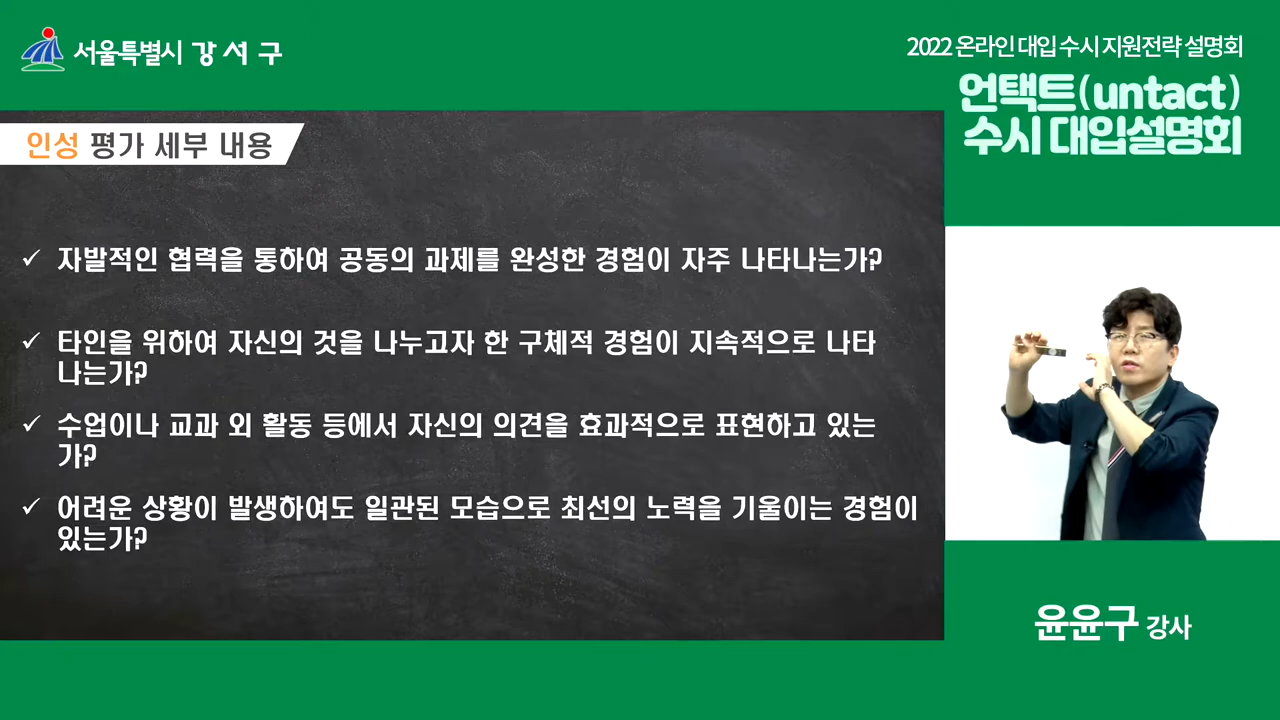 서울특별시 강서구
2022 온라인 대입 수시 지원전략 설명회
언택트(untact)
수시 대입설명회
인성 평가 세부 내용
✓ 자발적인 협력을 통하여 공동의 과제를 완성한 경험이 자주 나타나는가?
✓ 타인을 위하여 자신의 것을 나누고자 한 구체적 경험이 지속적으로 나타
나는가?
✓ 수업이나 교과 외 활동 등에서 자신의 의견을 효과적으로 표현하고 있는
가?
✓ 어려운 상황이 발생하여도 일관된 모습으로 최선의 노력을 기울이는 경험이
있는가?
윤윤구 강사